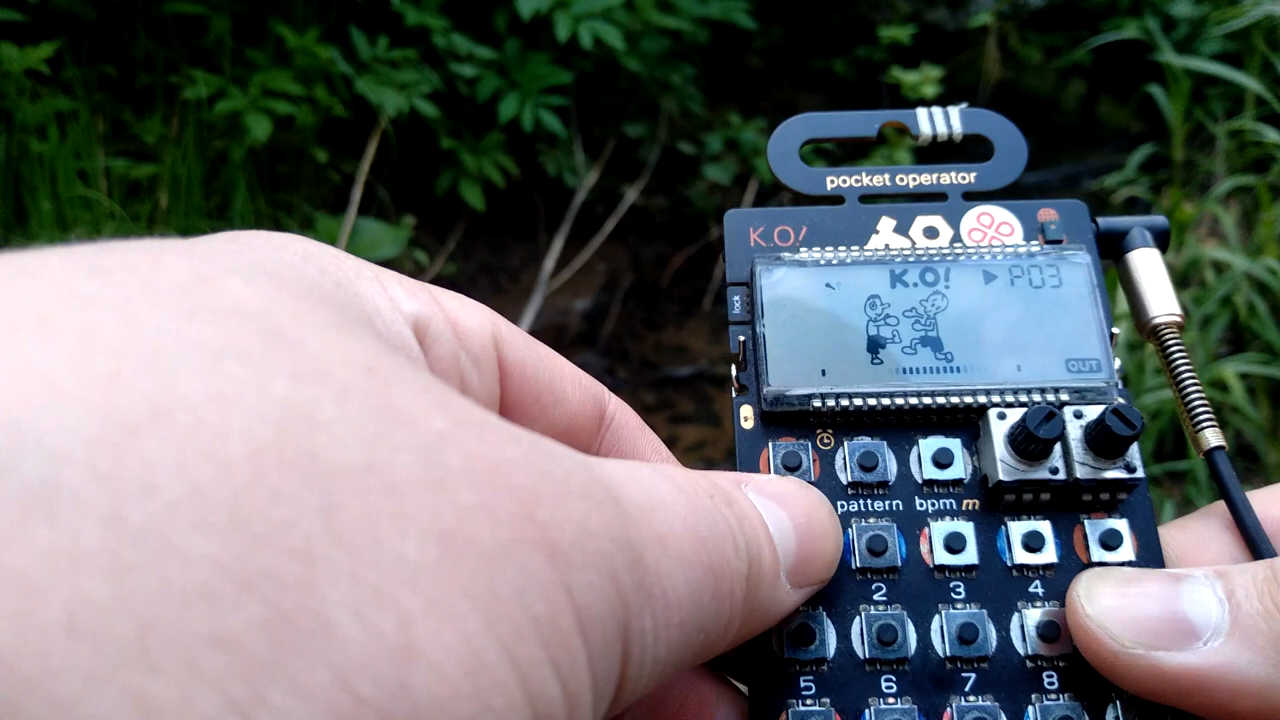 pocket operator
K.O!
lock
K.O!
P03
OUT
pattern bpm m
2 3 4
5 6 7 8